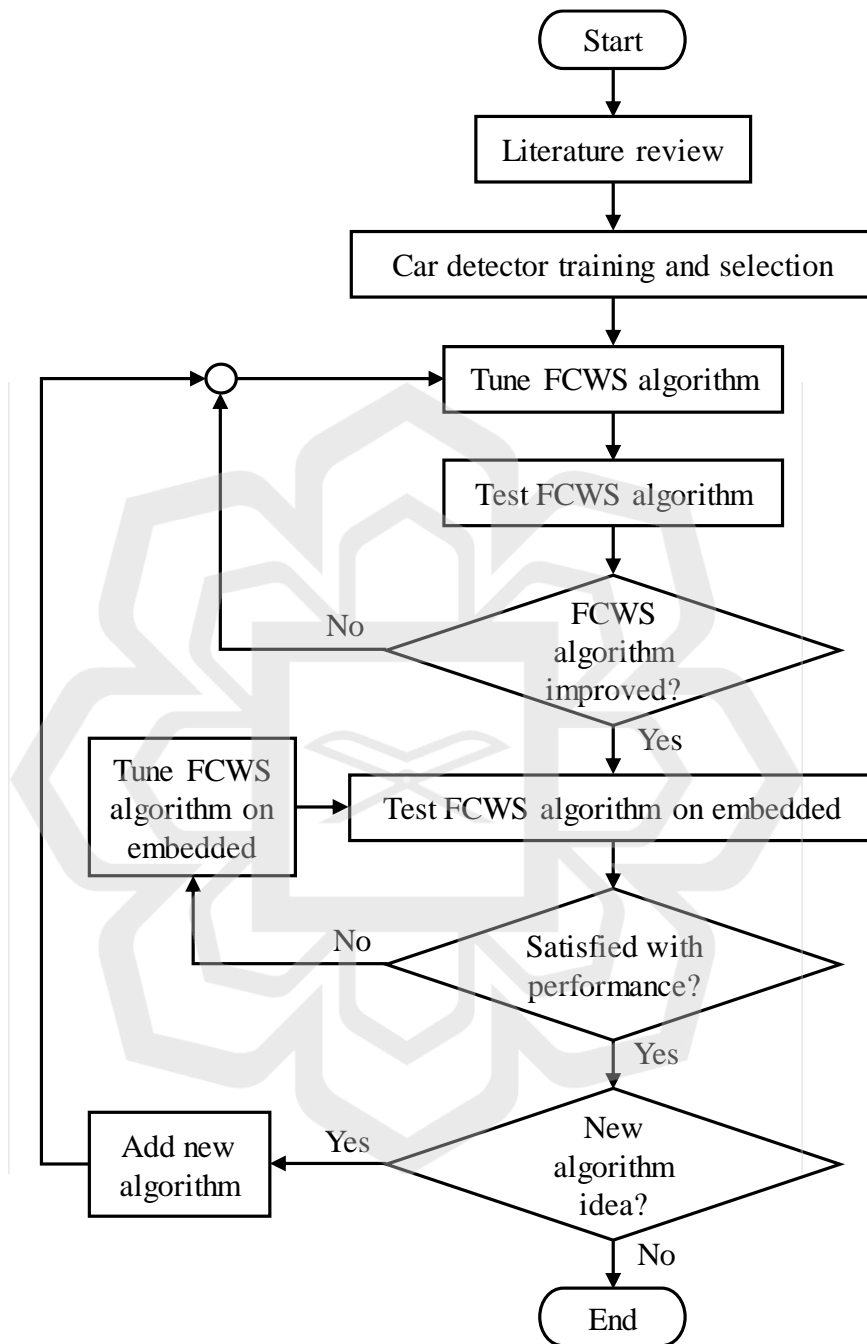 Start
Literature review
Car detector training and selection
Tune FCWS algorithm
Test FCWS algorithm
FCWS
algorithm
improved?
No
Yes
Tune FCWS
algorithm on
embedded
Test FCWS algorithm on embedded
Satisfied with
performance?
No
Yes
New
algorithm
idea?
Yes
Add new
algorithm
No
End